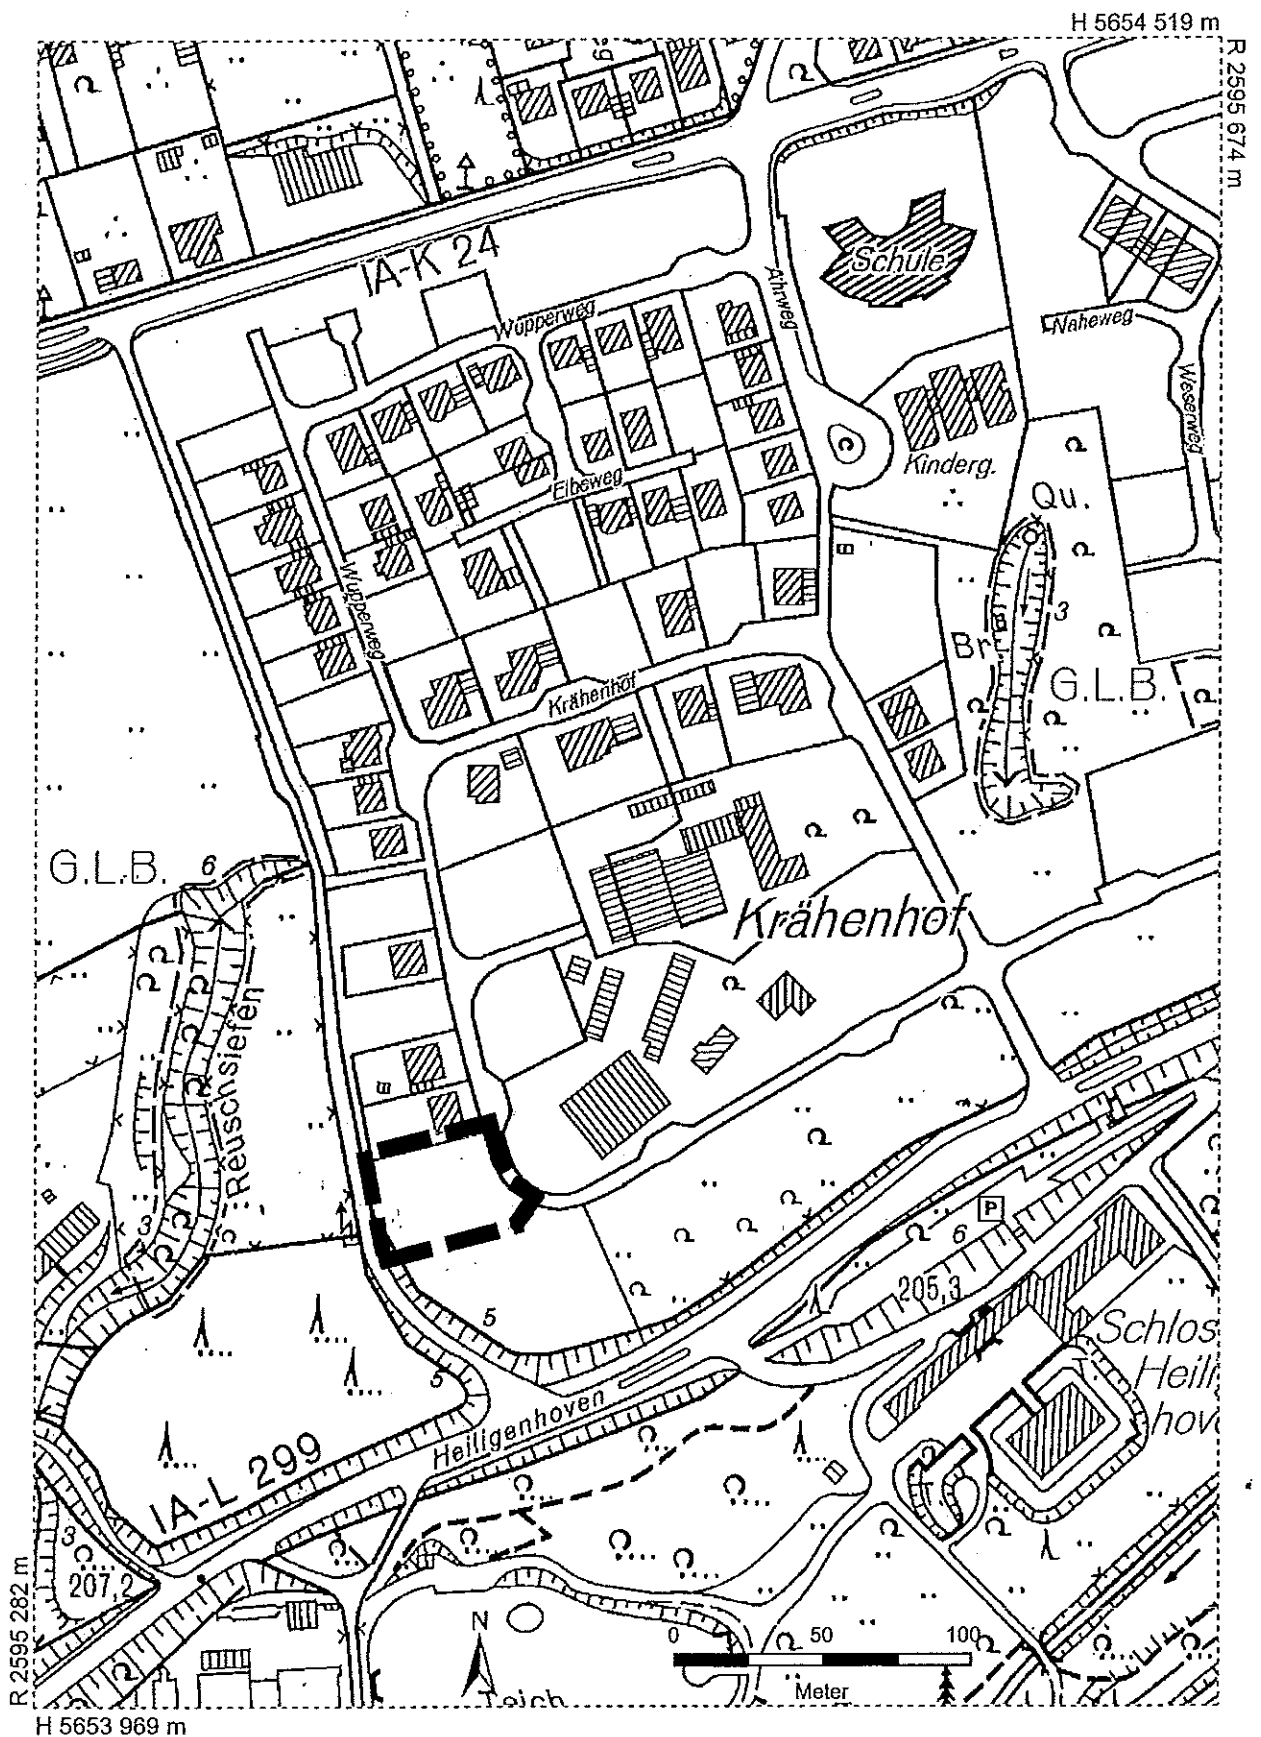 H 5654 519 m
R 2595 674 m
IA-K 24
Schule
Ahrweg
Wupperweg
Naheweg
Weserweg
Kinderg.
Elbeweg
Qu.
Wupperweg
3
Br.
G.L.B.
Krähenhof
G.L.B.
6
Krähenhof
Reuschsiefen
3
P
6
205,3
5
Schlos
Heili
hov
5
Heiligenhoven
IA-L 299
3
207,2
N
0 50 100
Meter
Teich
R 2595 282 m
H 5653 969 m